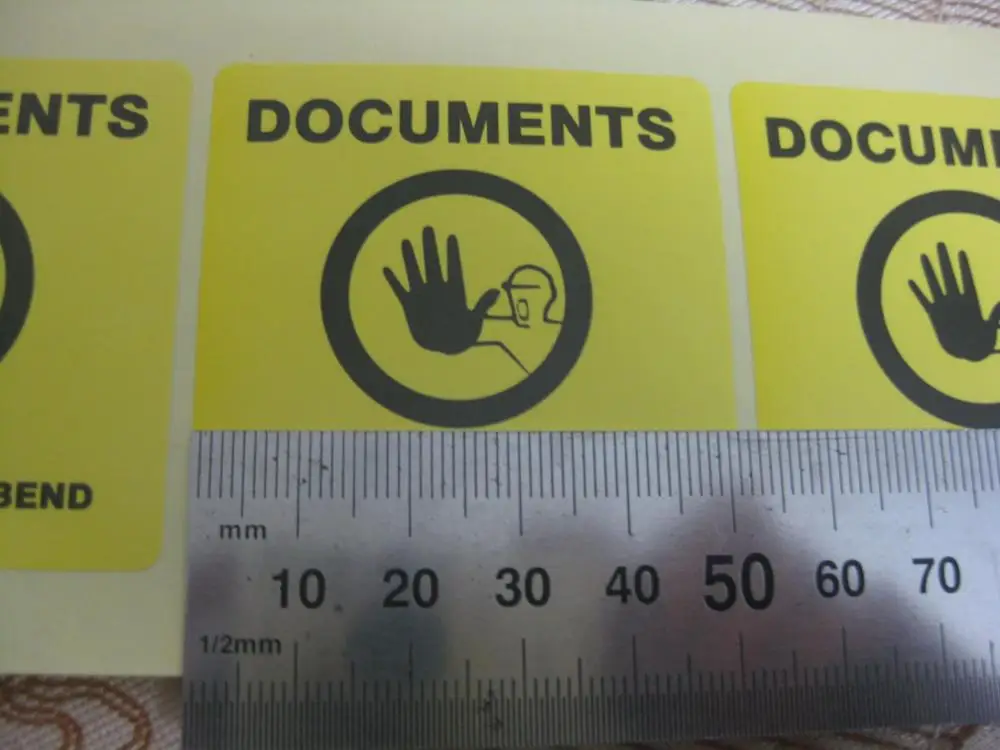 ENTS
BEND
DOCUMENTS
DOCUM
mm
10 20 30 40 50 60 70
1/2mm